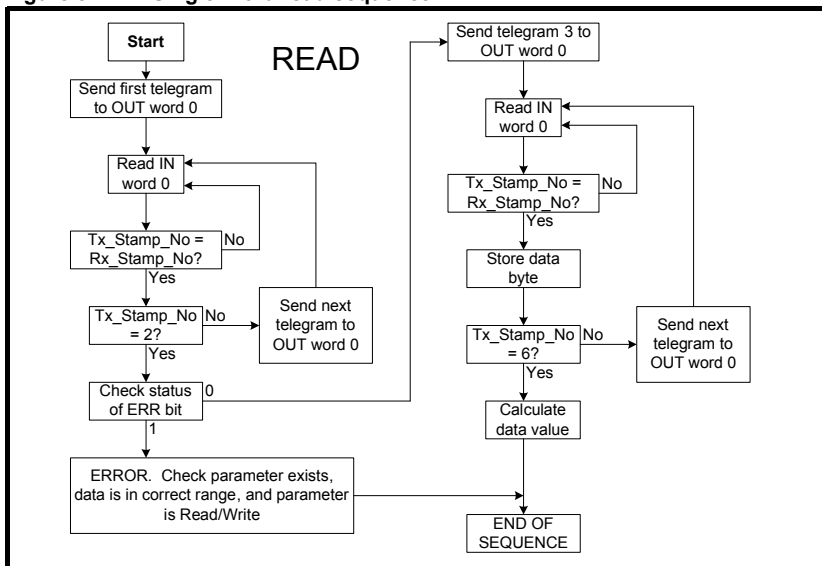 Start
READ
Send first telegram
to OUT word 0
Read IN
word 0
Tx_Stamp_No =
Rx_Stamp_No?
No
Yes
Tx_Stamp_No
= 2?
No
Yes
Send next
telegram to
OUT word 0
Check status
of ERR bit
0
1
ERROR. Check parameter exists,
data is in correct range, and parameter
is Read/Write
Send telegram 3 to
OUT word 0
Read IN
word 0
Tx_Stamp_No =
Rx_Stamp_No?
No
Yes
Store data
byte
Tx_Stamp_No
= 6?
No
Yes
Send next
telegram to
OUT word 0
Calculate
data value
END OF
SEQUENCE